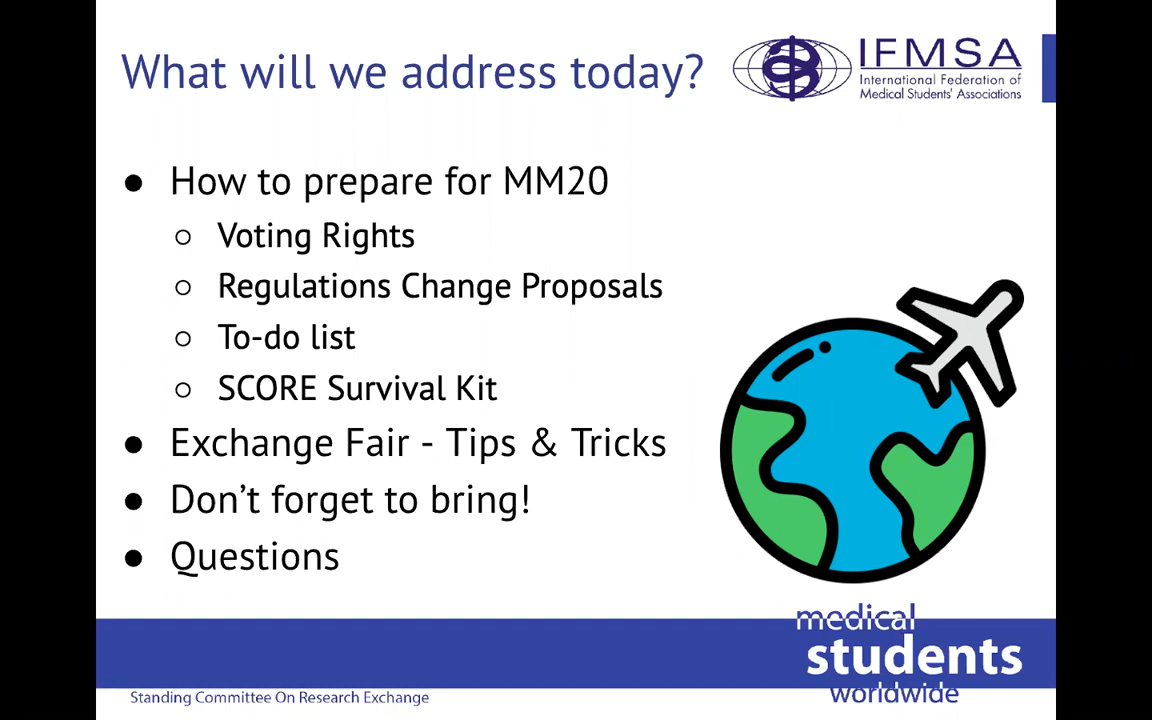 What will we address today?
IFMSA
International Federation of
Medical Students' Associations
● How to prepare for MM20
○ Voting Rights
○ Regulations Change Proposals
○ To-do list
○ SCORE Survival Kit
● Exchange Fair - Tips & Tricks
● Don’t forget to bring!
● Questions
medical
students
worldwide
Standing Committee On Research Exchange